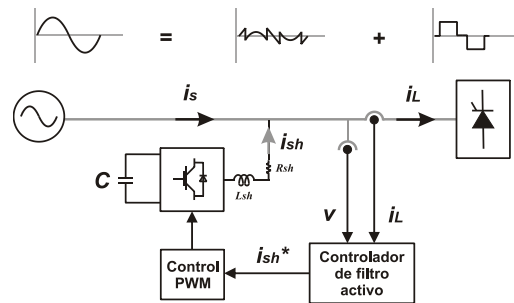 =
+
is
iL
ish
Rsh
Lsh
C
v
iL
Control
PWM
ish*
Controlador
de filtro
activo